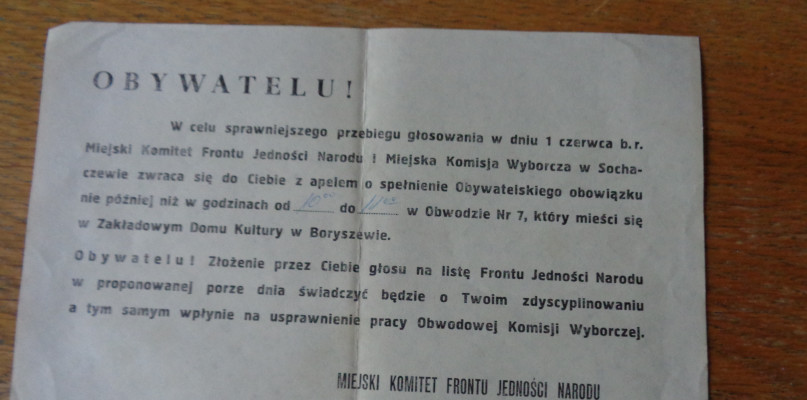 OBYWATELU!
W celu sprawniejszego przebiegu głosowania w dniu 1 czerwca b.r.
Miejski Komitet Frontu Jedności Narodu i Miejska Komisja Wyborcza w Socha-
czewie zwraca się do Ciebie z apelem o spełnienie Obywatelskiego obowiązku
nie później niż w godzinach od 10⁰⁰ do 11⁰⁰ w Obwodzie Nr 7, który mieści się
w Zakładowym Domu Kultury w Boryszewie.
Obywatelu! Złożenie przez Ciebie głosu na listę Frontu Jedności Narodu
w proponowanej porze dnia świadczyć będzie o Twoim zdyscyplinowaniu
a tym samym wpłynie na usprawnienie pracy Obwodowej Komisji Wyborczej.
MIEJSKI KOMITET FRONTU JEDNOŚCI NARODU